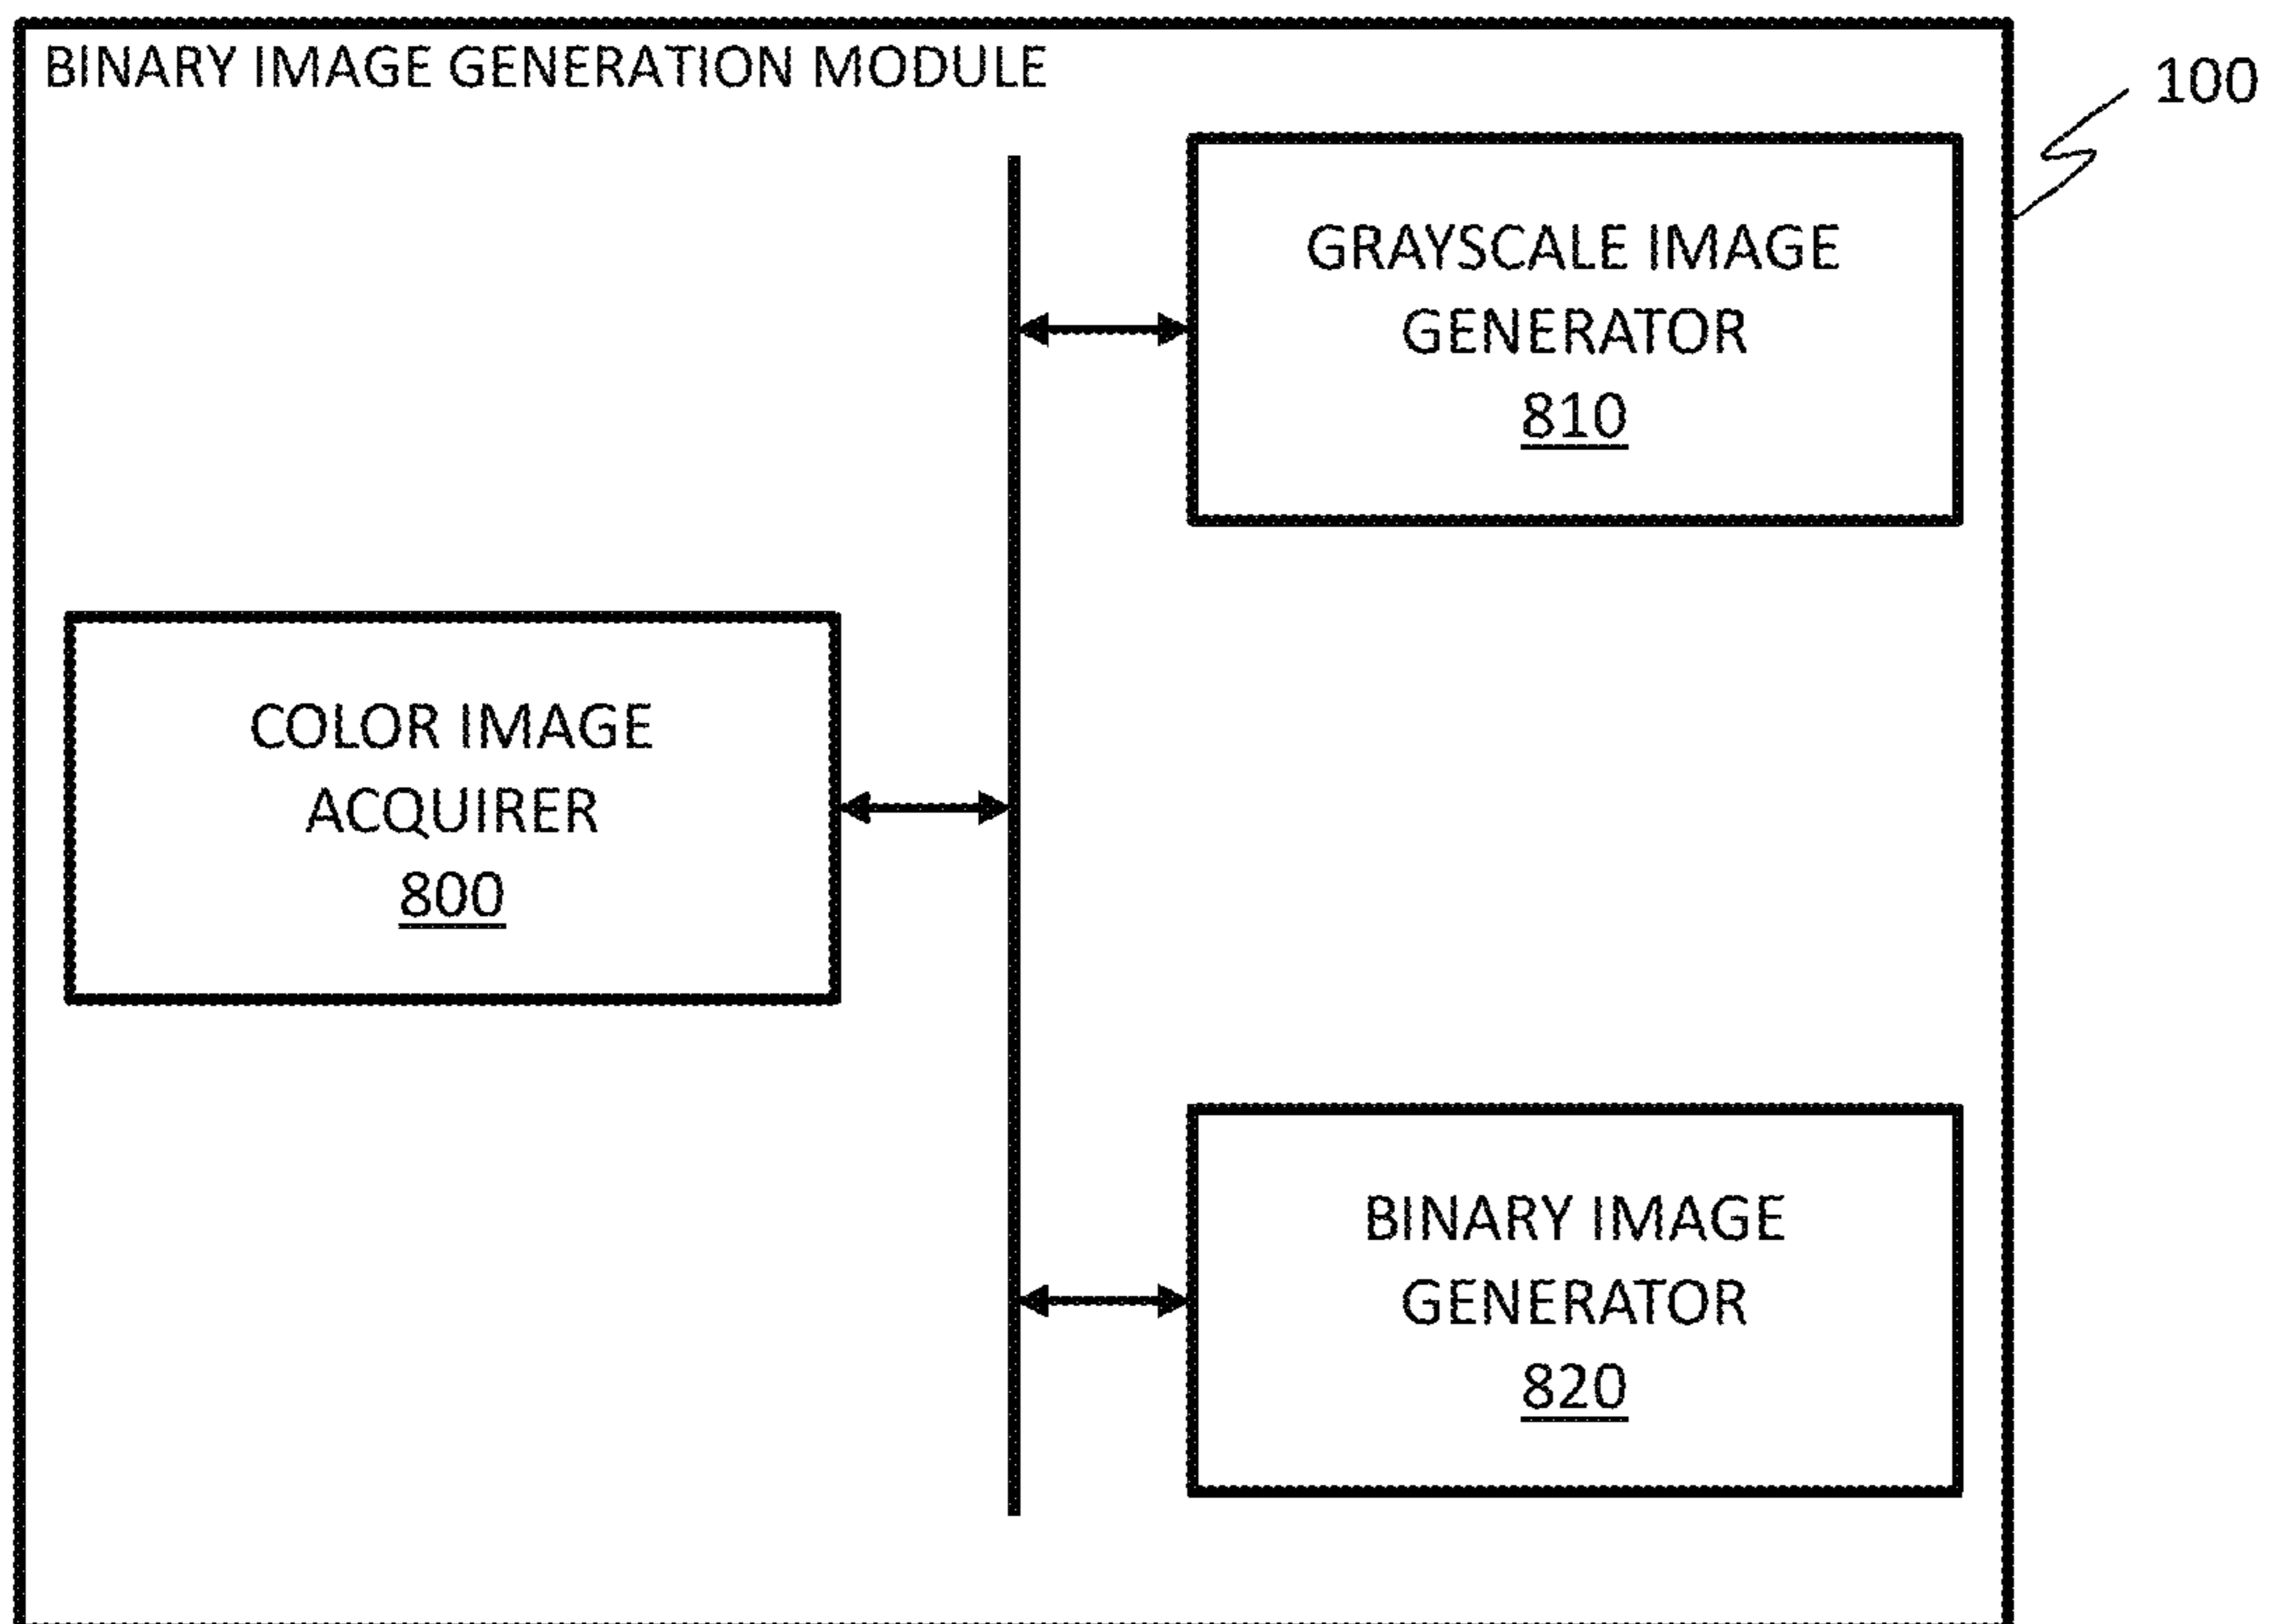 BINARY IMAGE GENERATION MODULE
100
GRAYSCALE IMAGE
GENERATOR
810
COLOR IMAGE
ACQUIRER
800
BINARY IMAGE
GENERATOR
820